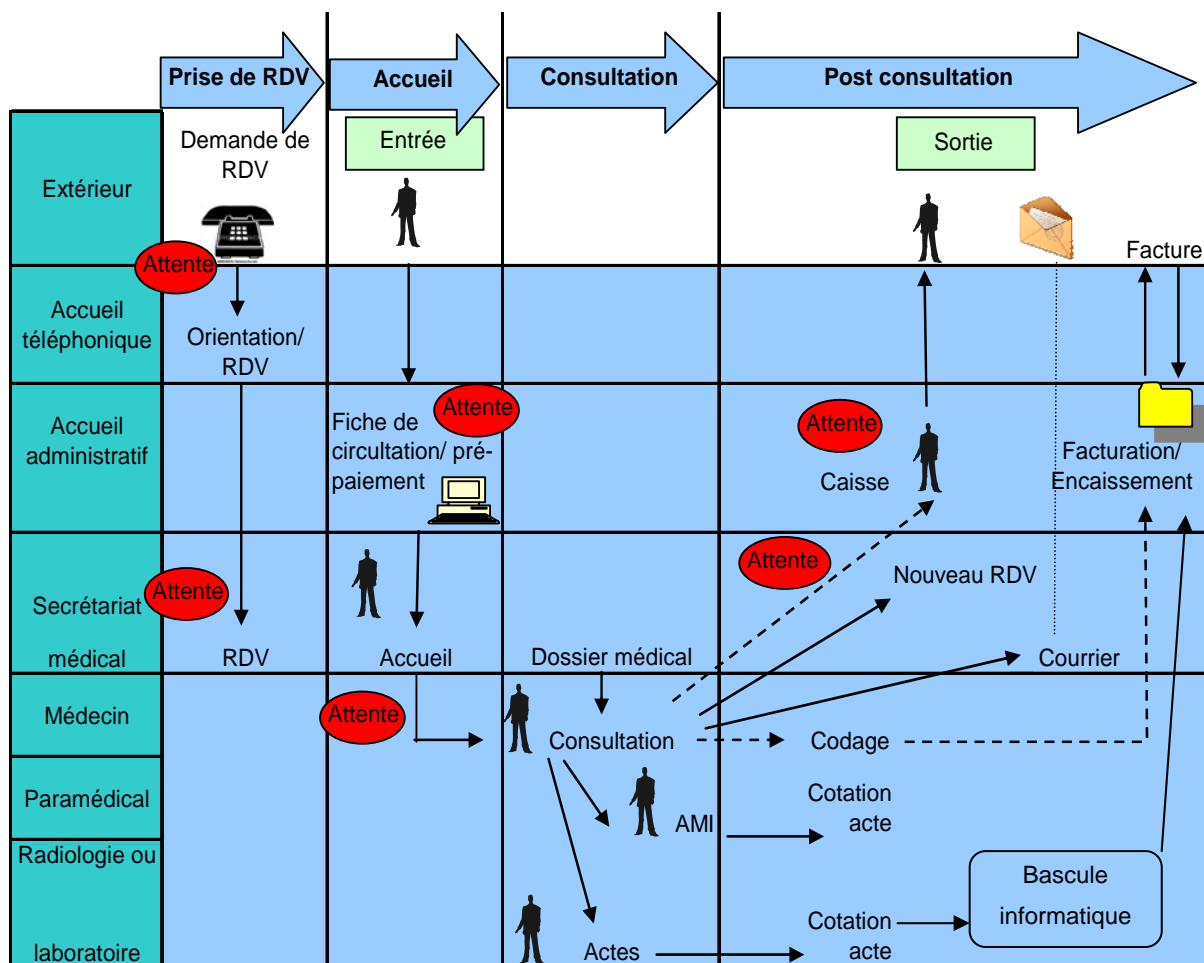 Prise de RDV
Accueil
Consultation
Post consultation
Extérieur
Demande de
RDV
Entrée
Sortie
Attente
Facture
Accueil
téléphonique
Orientation/
RDV
Accueil
administratif
Fiche de
circultation/ pré-
paiement
Attente
Attente
Caisse
Facturation/
Encaissement
Secrétariat
médical
Attente
RDV
Accueil
Dossier médical
Attente
Nouveau RDV
Courrier
Médecin
Attente
Consultation
Codage
Paramédical
AMI
Cotation
acte
Radiologie ou
laboratoire
Actes
Cotation
acte
Bascule
informatique